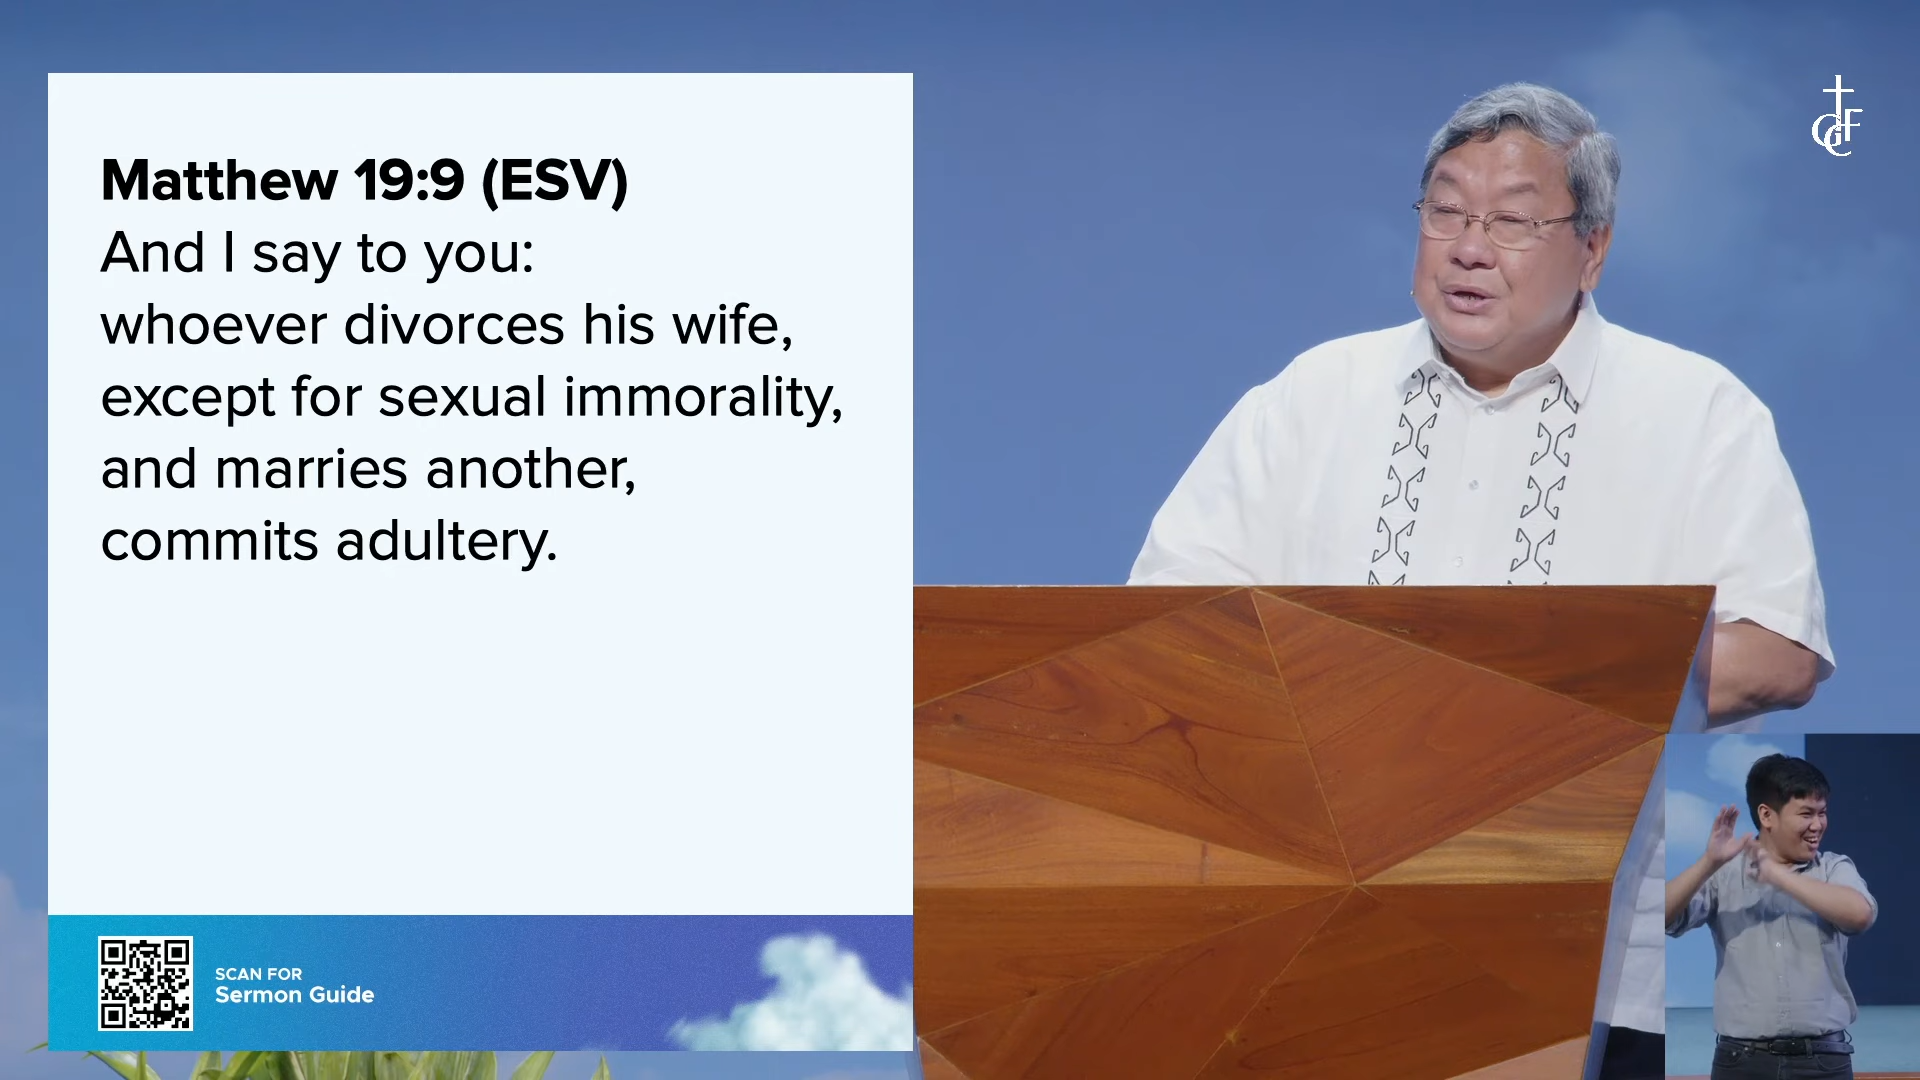 Matthew 19:9 (ESV)
And I say to you:
whoever divorces his wife,
except for sexual immorality,
and marries another,
commits adultery.
SCAN FOR
Sermon Guide
GCF